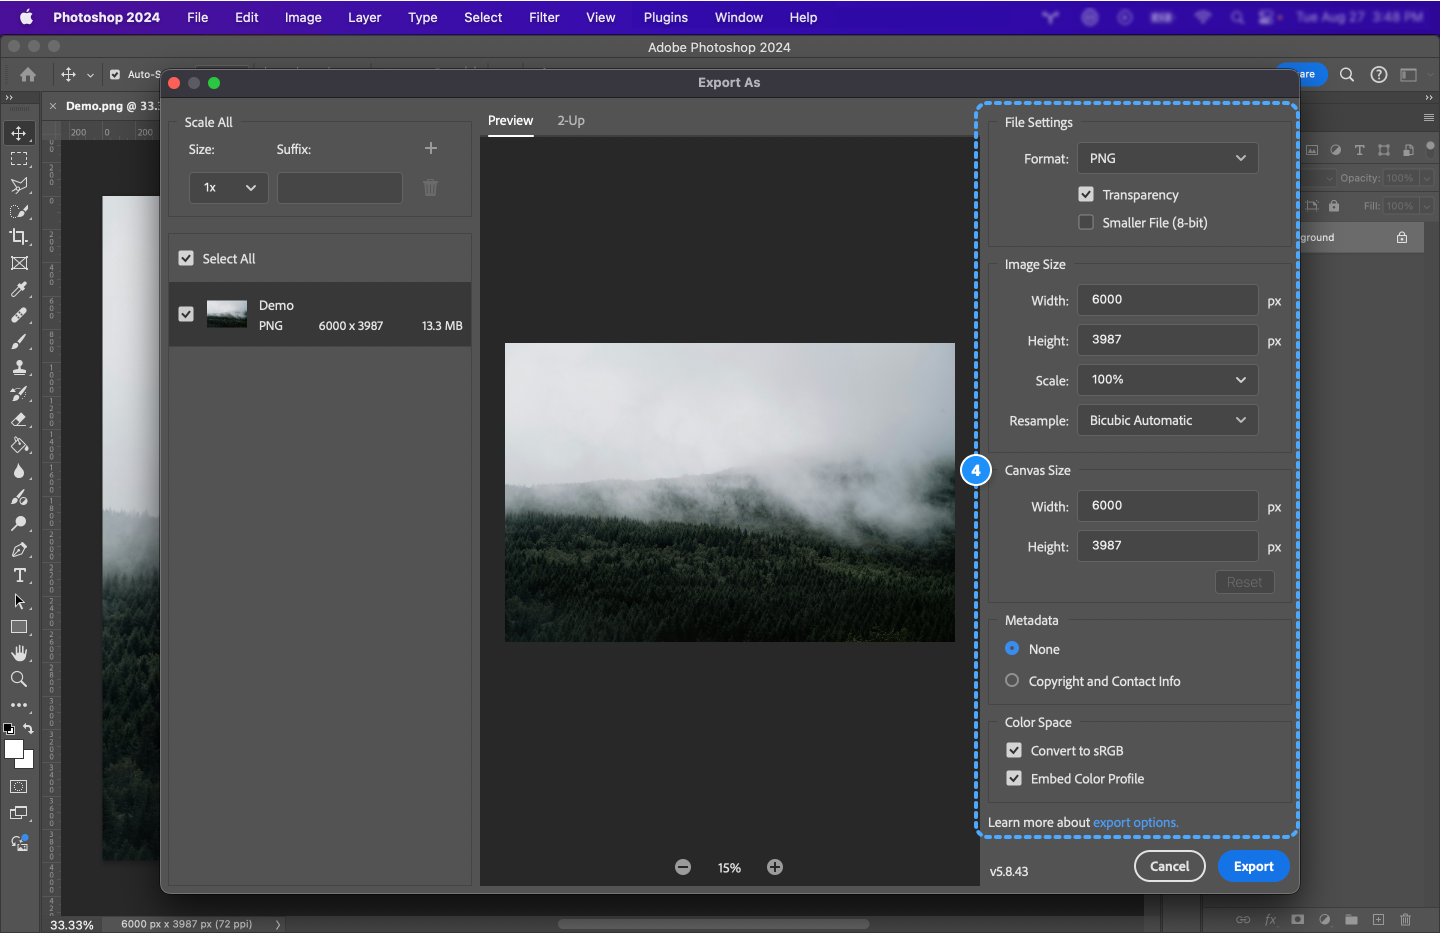 Photoshop 2024 File Edit Image Layer Type Select Filter View Plugins Window Help Tue Aug 27 3:48 PM
Adobe Photoshop 2024
Auto-S
are
Export As
× Demo.png @ 33.
200 0 200
Scale All
Size: Suffix:
1x
Select All
Demo
PNG 6000 x 3987 13.3 MB
Preview 2-Up
15%
4
File Settings
Format: PNG
Transparency
Smaller File (8-bit)
Image Size
Width: 6000 px
Height: 3987 px
Scale: 100%
Resample: Bicubic Automatic
Canvas Size
Width: 6000 px
Height: 3987 px
Reset
Metadata
None
Copyright and Contact Info
Color Space
Convert to sRGB
Embed Color Profile
Learn more about export options.
v5.8.43
Cancel Export
Opacity: 100%
Fill: 100%
ground
33.33% 6000 px x 3987 px (72 ppi)
fx